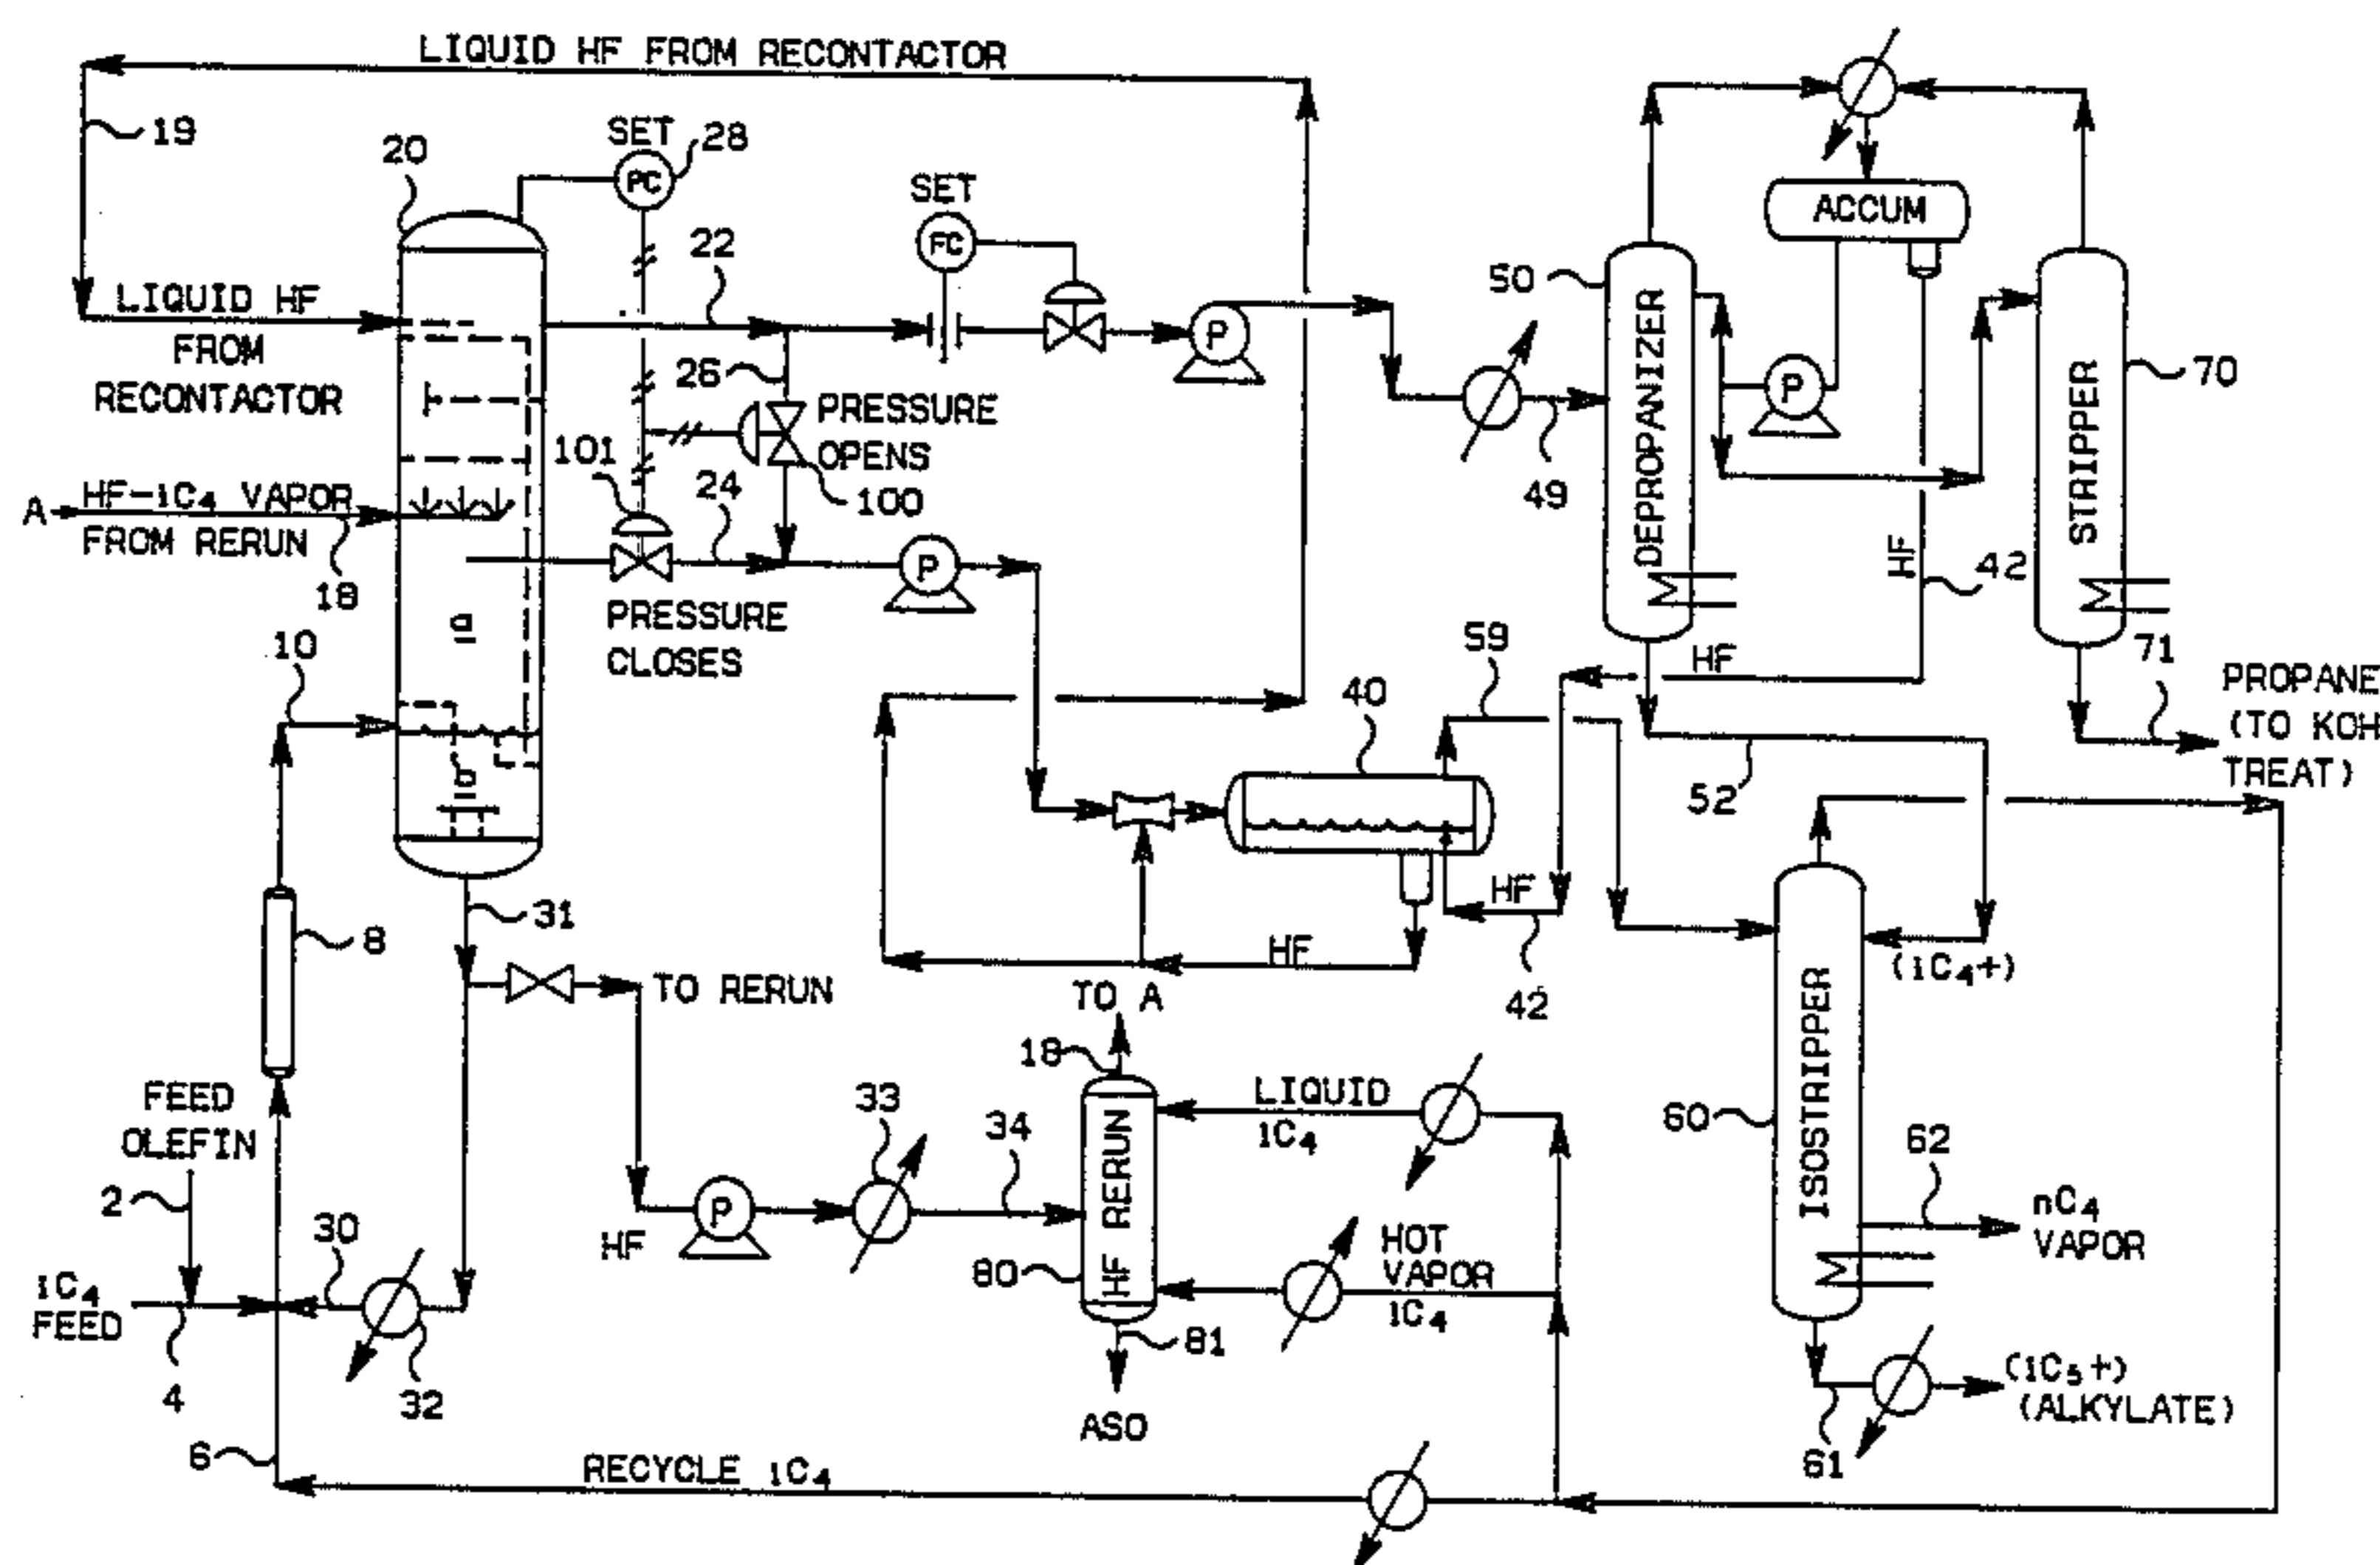 LIQUID HF FROM RECONTACTOR
19
20
SET
PC
28
SET
FC
22
LIQUID HF
FROM
RECONTACTOR
26
PRESSURE
OPENS
100
101
24
A
HF-iC4 VAPOR
FROM RERUN
18
P
PRESSURE
CLOSES
P
a
b
10
8
31
TO RERUN
FEED
OLEFIN
2
30
iC4
FEED
4
32
6
RECYCLE iC4
HF
P
33
34
TO A
18
HF RERUN
80
81
ASO
LIQUID
iC4
HOT
VAPOR
iC4
40
59
HF
HF
42
50
DEPROPANIZER
49
ACCUM
P
HF
42
HF
STRIPPER
70
71
PROPANE
(TO KOH
TREAT)
52
(iC4+)
ISOSTRIPPER
60
62
nC4
VAPOR
61
(iC5+)
(ALKYLATE)